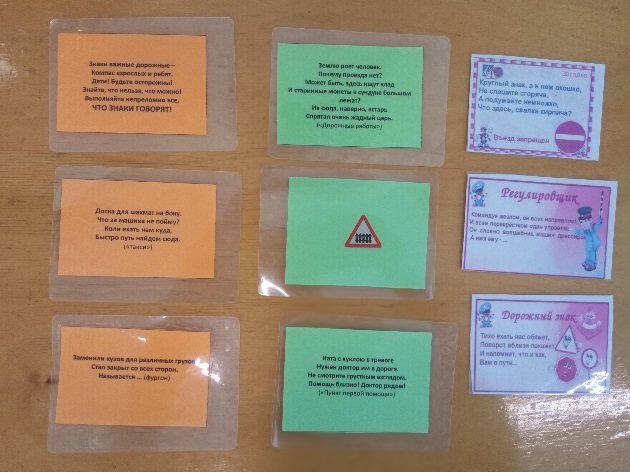 Знаки важные дорожные –
Компас взрослых и ребят.
Дети! Будьте осторожны!
Знайте, что нельзя, что можно!
Выполняйте непреложно все,
ЧТО ЗНАКИ ГОВОРЯТ!
Доска для шахмат на боку.
Что за машина не пойму?
Коли ехать нам куда,
Быстро путь найдем сюда.
(«такси»)
Заменили кузов для различных грузов
Стал закрыт со всех сторон.
Называется ... (фургон)
Землю роет человек.
Почему проезда нет?
Может быть, здесь ищут клад
И старинные монеты в сундуке большом
лежат?
Их сюда, наверно, встарь
Спрятал очень жадный царь.
(«Дорожные работы»)
Ната с куклою в тревоге
Нужен доктор им в дороге.
Не смотрите грустным взглядом,
Помощь близко! Доктор рядом!
(«Пункт первой помощи»)
Загадка
Круглый знак, а в нем окошко,
Не спешите сгоряча,
А подумайте немножко,
Что здесь, свалка кирпича?
Въезд запрещен
Регулировщик
Командуя жезлом, он всех направляет,
И всем перекрёстком один управляет.
Он словно волшебник, машин дрессировщик
А имя ему - ...
Дорожный знак
Тихо ехать нас обяжет,
Поворот вблизи покажет
И напомнит, что и как,
Вам в пути...